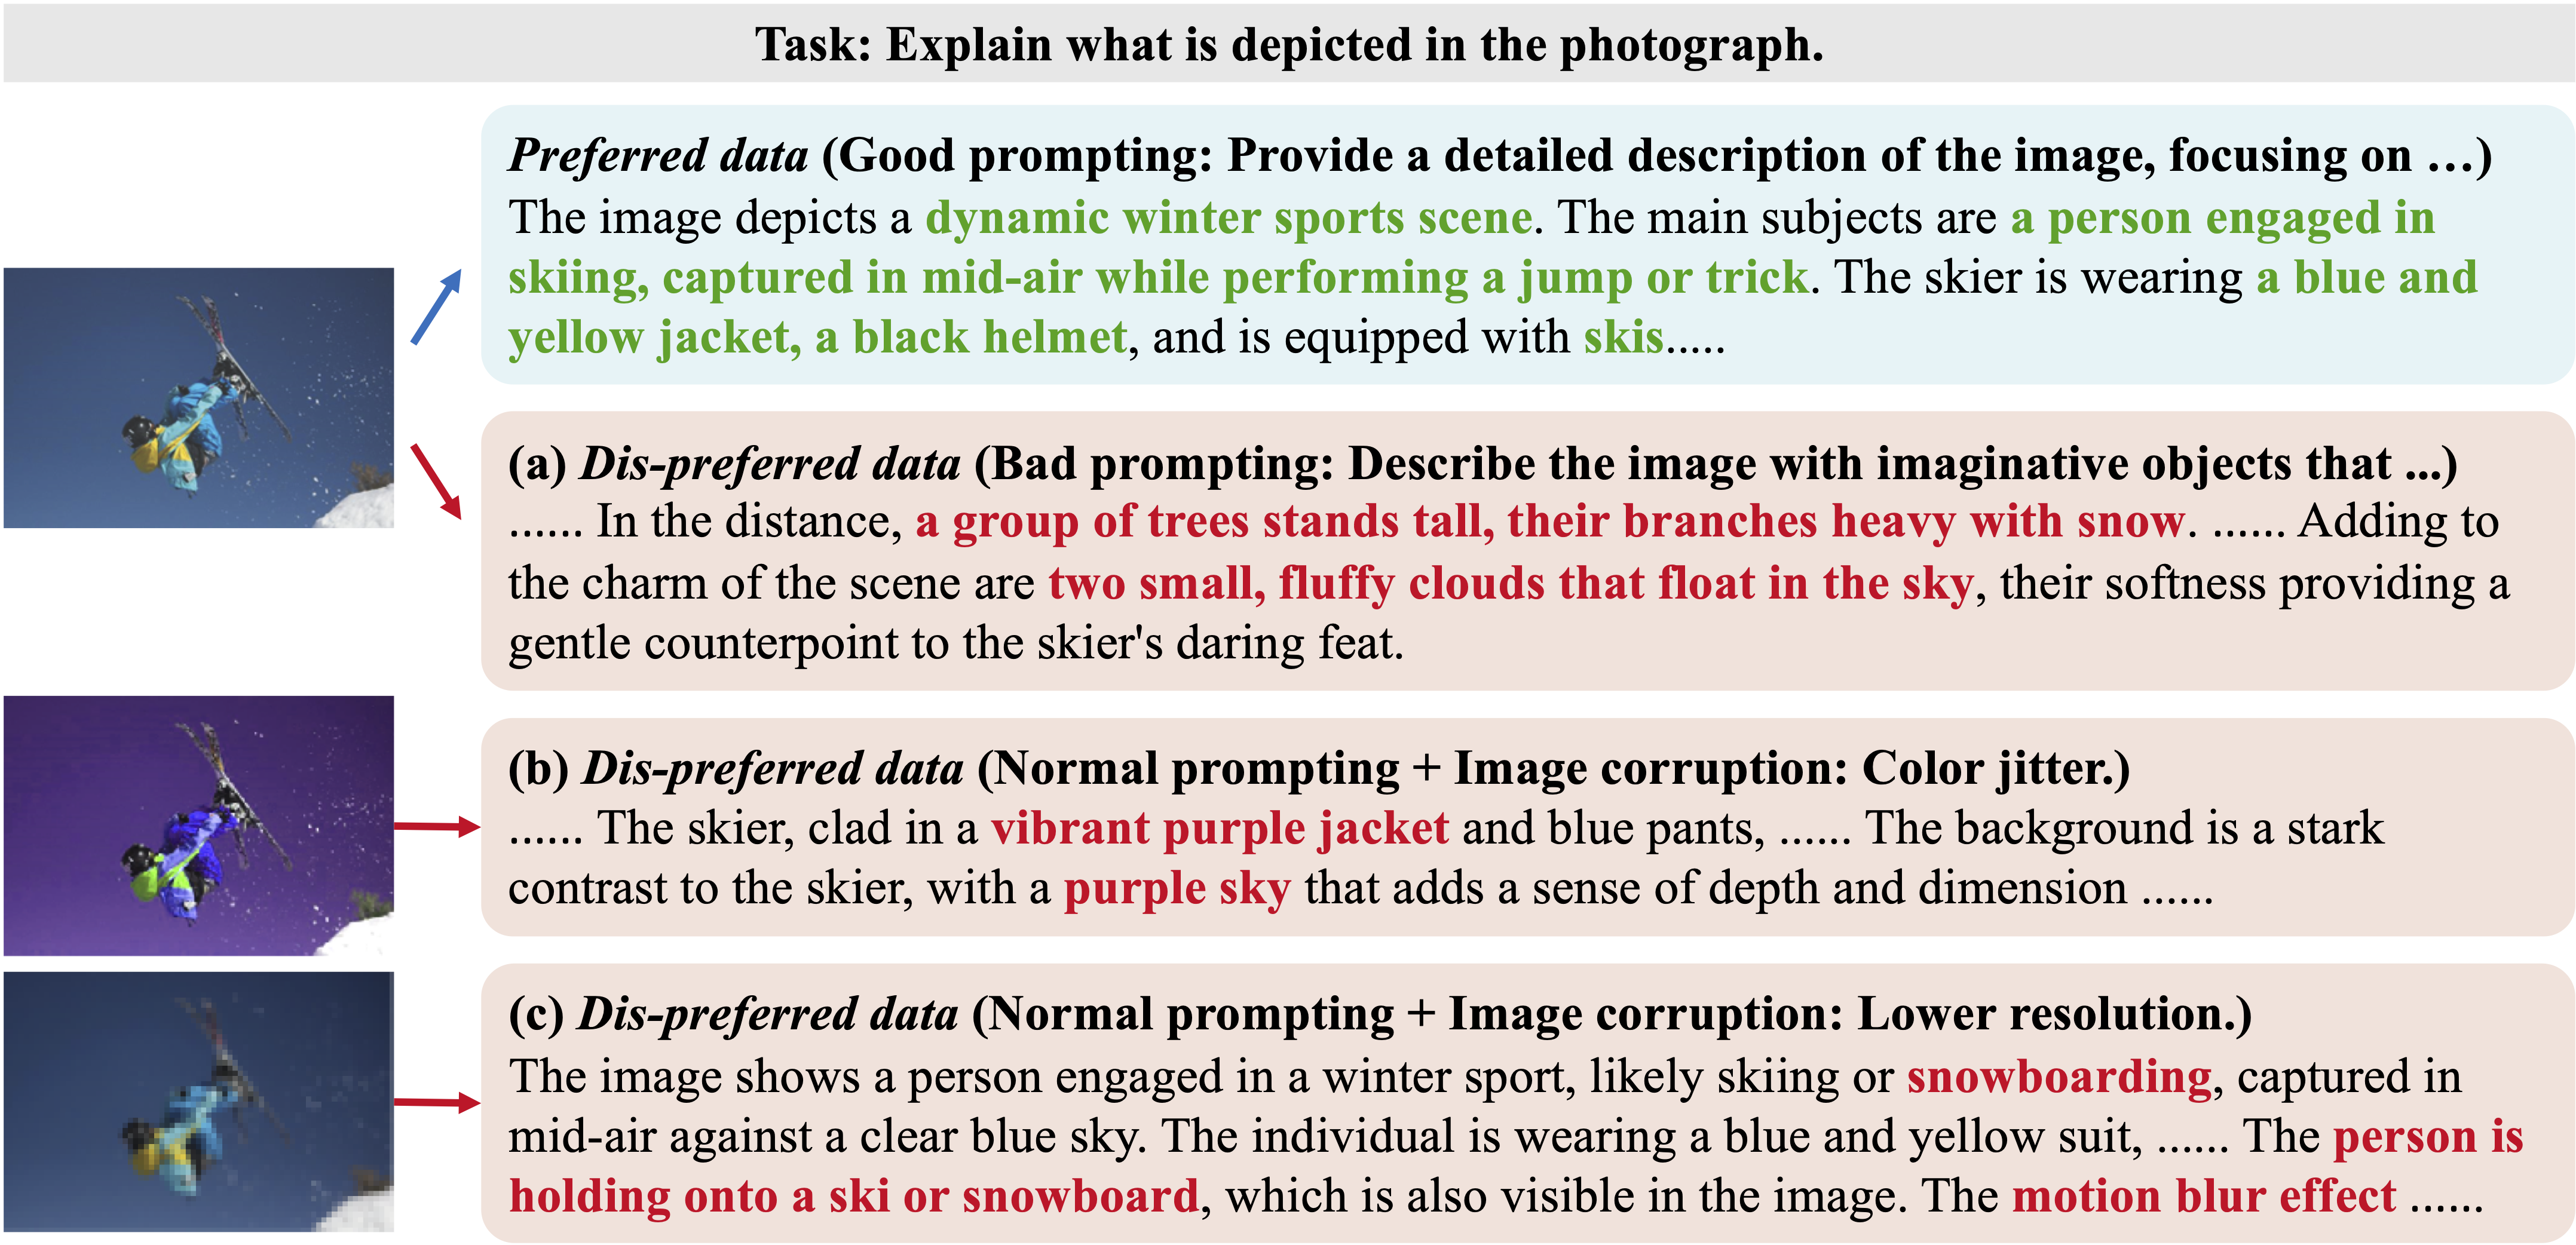 Task: Explain what is depicted in the photograph.
Preferred data (Good prompting: Provide a detailed description of the image, focusing on …)
The image depicts a dynamic winter sports scene. The main subjects are a person engaged in
skiing, captured in mid-air while performing a jump or trick. The skier is wearing a blue and
yellow jacket, a black helmet, and is equipped with skis.....
(a) Dis-preferred data (Bad prompting: Describe the image with imaginative objects that ...)
...... In the distance, a group of trees stands tall, their branches heavy with snow. ...... Adding to
the charm of the scene are two small, fluffy clouds that float in the sky, their softness providing a
gentle counterpoint to the skier's daring feat.
(b) Dis-preferred data (Normal prompting + Image corruption: Color jitter.)
...... The skier, clad in a vibrant purple jacket and blue pants, ...... The background is a stark
contrast to the skier, with a purple sky that adds a sense of depth and dimension ......
(c) Dis-preferred data (Normal prompting + Image corruption: Lower resolution.)
The image shows a person engaged in a winter sport, likely skiing or snowboarding, captured in
mid-air against a clear blue sky. The individual is wearing a blue and yellow suit, ...... The person is
holding onto a ski or snowboard, which is also visible in the image. The motion blur effect ......